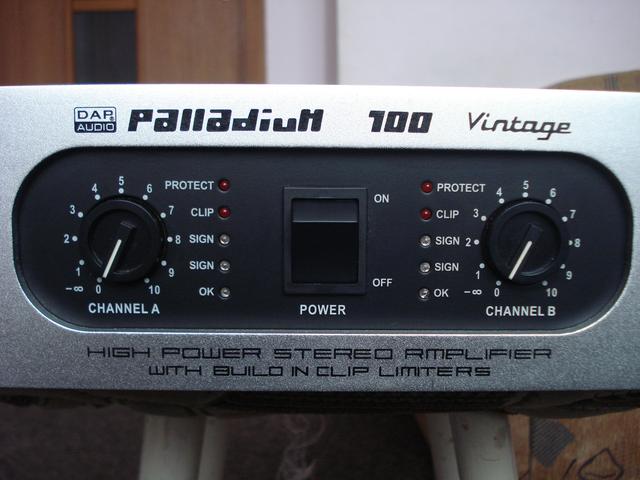 DAP AUDIO PALLADIUM 100 Vintage
PROTECT
CLIP
SIGN
SIGN
OK
-∞ 0 1 2 3 4 5 6 7 8 9 10
CHANNEL A
ON
OFF
POWER
PROTECT
CLIP
SIGN
SIGN
OK
-∞ 0 1 2 3 4 5 6 7 8 9 10
CHANNEL B
HIGH POWER STEREO AMPLIFIER
WITH BUILD IN CLIP LIMITERS